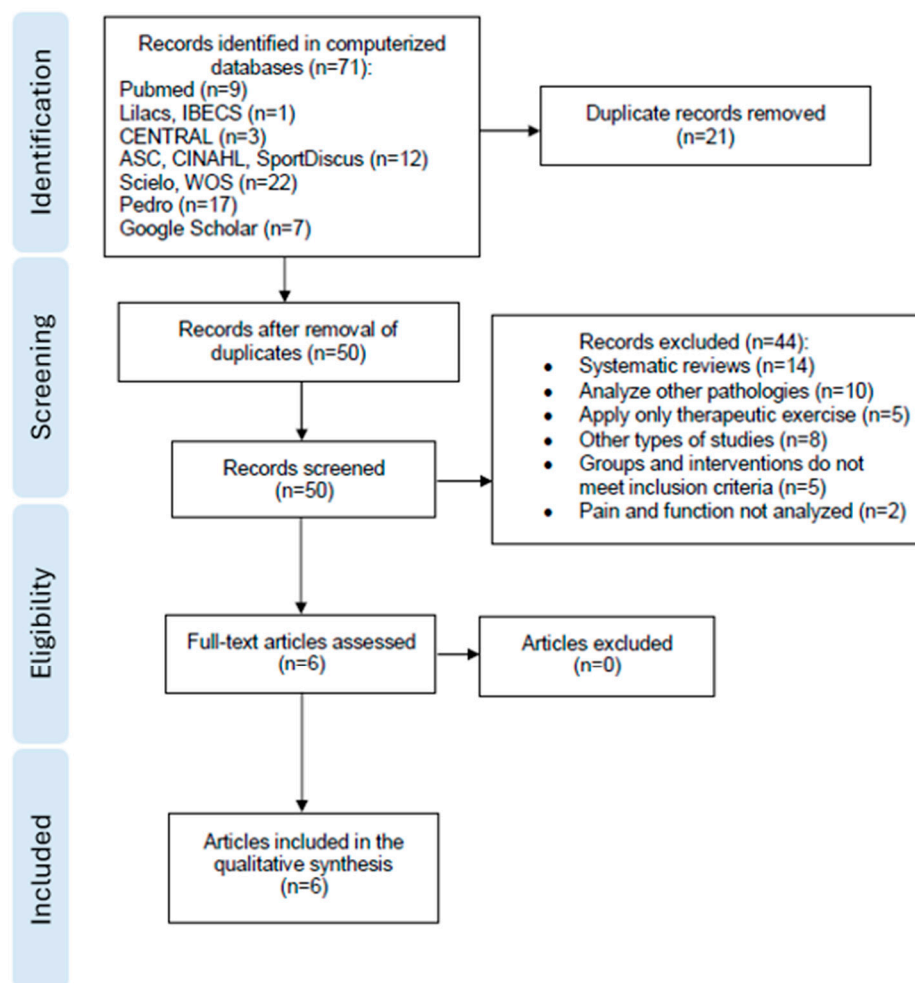 Identification
Records identified in computerized
databases (n=71):
Pubmed (n=9)
Lilacs, IBECS (n=1)
CENTRAL (n=3)
ASC, CINAHL, SportDiscus (n=12)
Scielo, WOS (n=22)
Pedro (n=17)
Google Scholar (n=7)
Duplicate records removed
(n=21)
Screening
Records after removal of
duplicates (n=50)
Records screened
(n=50)
Records excluded (n=44):
• Systematic reviews (n=14)
• Analyze other pathologies (n=10)
• Apply only therapeutic exercise (n=5)
• Other types of studies (n=8)
• Groups and interventions do not
meet inclusion criteria (n=5)
• Pain and function not analyzed (n=2)
Eligibility
Full-text articles assessed
(n=6)
Articles excluded
(n=0)
Included
Articles included in the
qualitative synthesis
(n=6)